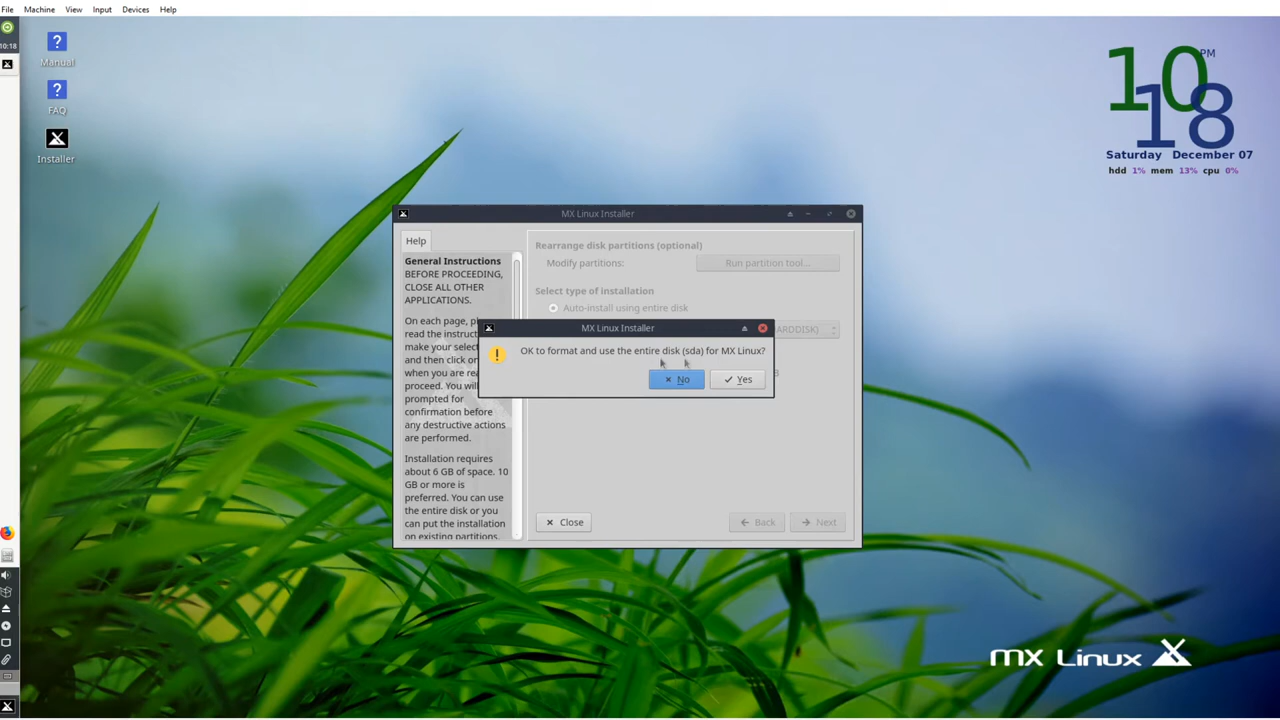 File Machine View Input Devices Help
10:18
Manual
FAQ
Installer
10 PM
18
Saturday December 07
hdd 1% mem 13% cpu 0%
MX Linux Installer
Help
General Instructions
BEFORE PROCEEDING,
CLOSE ALL OTHER
APPLICATIONS.
On each page,
read the
make your
and then click on
when you are
proceed. You will
prompted for
confirmation before
any destructive actions
are performed.
Installation requires
about 6 GB of space. 10
GB or more is
preferred. You can use
the entire disk or you
can put the installation
on existing partitions.
Rearrange disk partitions (optional)
Modify partitions:
Run partition tool...
Select type of installation
Auto-install using entire disk
MX Linux Installer
OK to format and use the entire disk (sda) for MX Linux?
No
Yes
Close
Back
Next
MX Linux